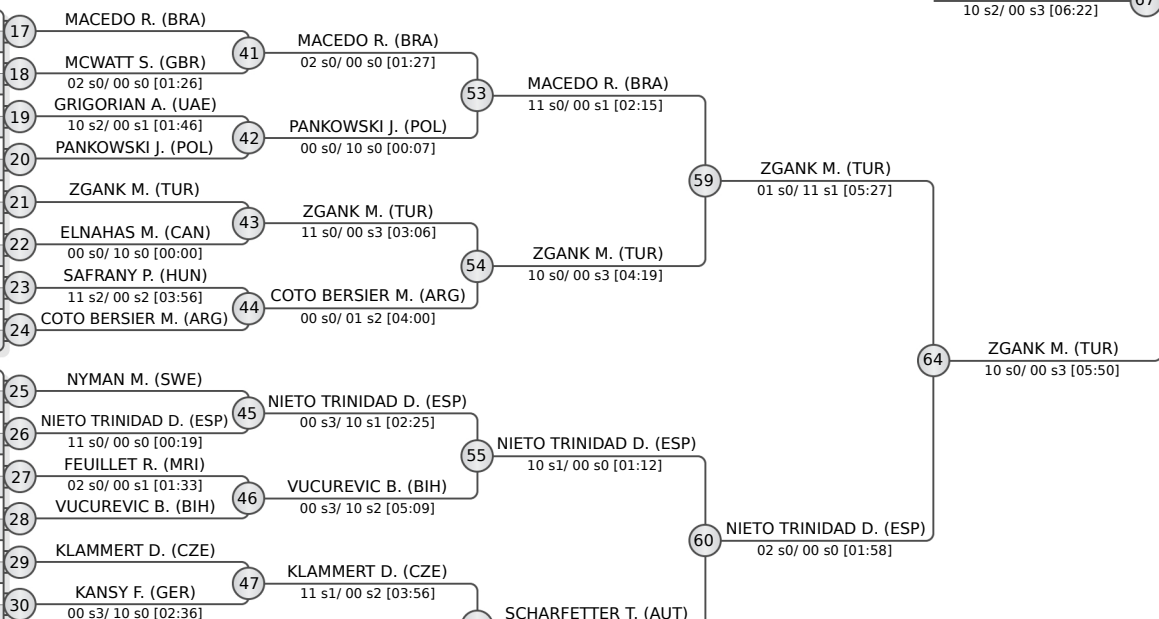 10 s2/ 00 s3 [06:22]
17
MACEDO R. (BRA)
41
MACEDO R. (BRA)
02 s0/ 00 s0 [01:27]
18
MCWATT S. (GBR)
02 s0/ 00 s0 [01:26]
53
MACEDO R. (BRA)
11 s0/ 00 s1 [02:15]
19
GRIGORIAN A. (UAE)
10 s2/ 00 s1 [01:46]
42
PANKOWSKI J. (POL)
00 s0/ 10 s0 [00:07]
20
PANKOWSKI J. (POL)
59
ZGANK M. (TUR)
01 s0/ 11 s1 [05:27]
21
ZGANK M. (TUR)
43
ZGANK M. (TUR)
11 s0/ 00 s3 [03:06]
22
ELNAHAS M. (CAN)
00 s0/ 10 s0 [00:00]
54
ZGANK M. (TUR)
10 s0/ 00 s3 [04:19]
23
SAFRANY P. (HUN)
11 s2/ 00 s2 [03:56]
44
COTO BERSIER M. (ARG)
00 s0/ 01 s2 [04:00]
24
COTO BERSIER M. (ARG)
64
ZGANK M. (TUR)
10 s0/ 00 s3 [05:50]
25
NYMAN M. (SWE)
45
NIETO TRINIDAD D. (ESP)
00 s3/ 10 s1 [02:25]
26
NIETO TRINIDAD D. (ESP)
11 s0/ 00 s0 [00:19]
55
NIETO TRINIDAD D. (ESP)
10 s1/ 00 s0 [01:12]
27
FEUILLET R. (MRI)
02 s0/ 00 s1 [01:33]
46
VUCUREVIC B. (BIH)
00 s3/ 10 s2 [05:09]
28
VUCUREVIC B. (BIH)
60
NIETO TRINIDAD D. (ESP)
02 s0/ 00 s0 [01:58]
29
KLAMMERT D. (CZE)
47
KLAMMERT D. (CZE)
11 s1/ 00 s2 [03:56]
30
KANSY F. (GER)
00 s3/ 10 s0 [02:36]
SCHARFETTER T. (AUT)